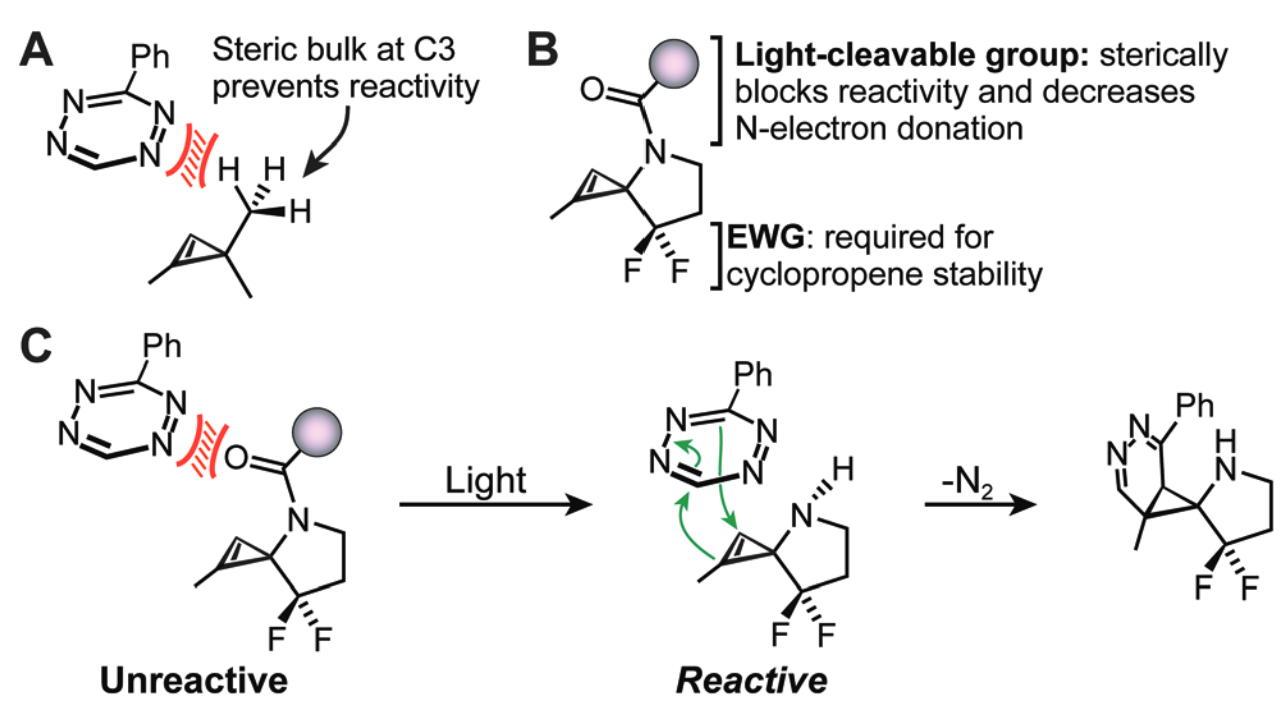 A
Steric bulk at C3
prevents reactivity
Ph
N
N
N
N
H
H
H
B
Light-cleavable group: sterically
blocks reactivity and decreases
N-electron donation
O
N
EWG: required for
cyclopropene stability
F F
C
Ph
N
N
N
N
O
N
F F
Unreactive
Light
Ph
N
N
N
N
H
N
F F
Reactive
-N₂
Ph
N
N
H
N
F F